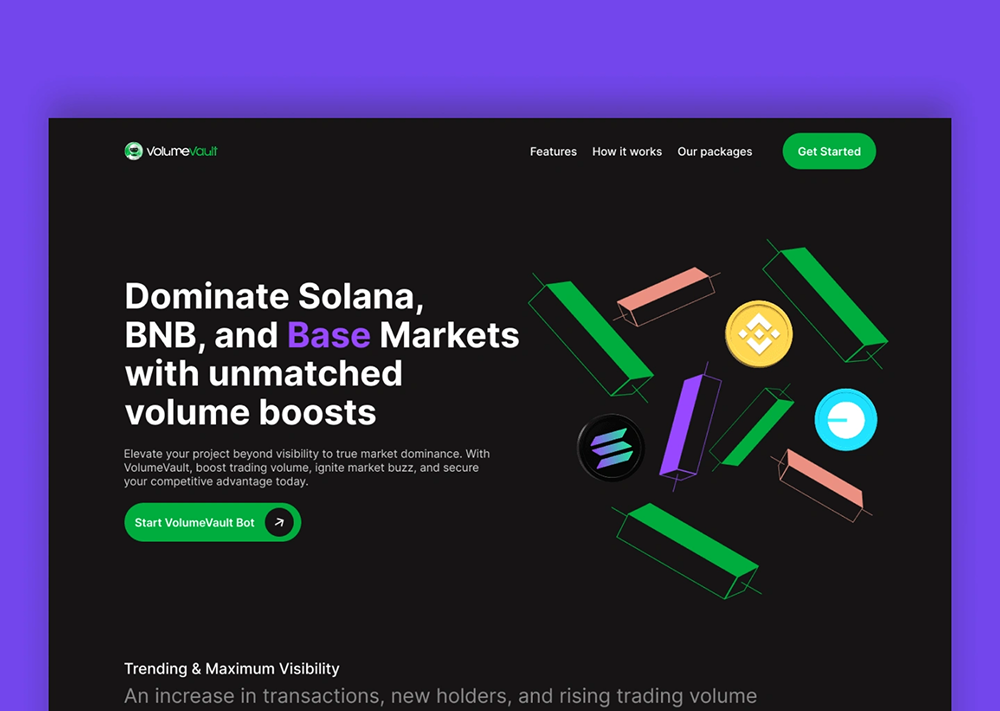 VolumeVault
Features
How it works
Our packages
Get Started
Dominate Solana,
BNB, and Base Markets
with unmatched
volume boosts
Elevate your project beyond visibility to true market dominance. With
VolumeVault, boost trading volume, ignite market buzz, and secure
your competitive advantage today.
Start VolumeVault Bot
Trending & Maximum Visibility
An increase in transactions, new holders, and rising trading volume